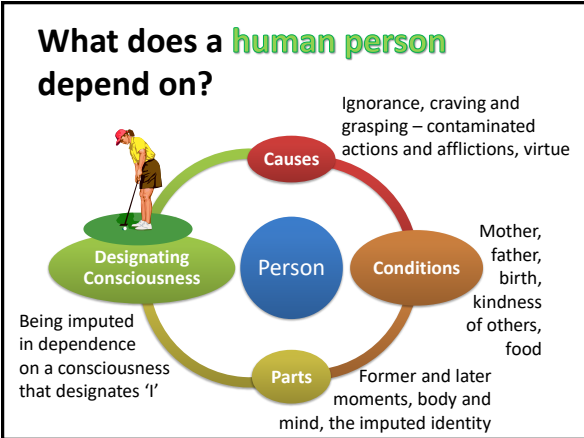 What does a human person
depend on?
Ignorance, craving and
grasping – contaminated
actions and afflictions, virtue
Causes
Mother,
father,
birth,
kindness
of others,
food
Conditions
Person
Designating
Consciousness
Being imputed
in dependence
on a consciousness
that designates ‘I’
Parts
Former and later
moments, body and
mind, the imputed identity